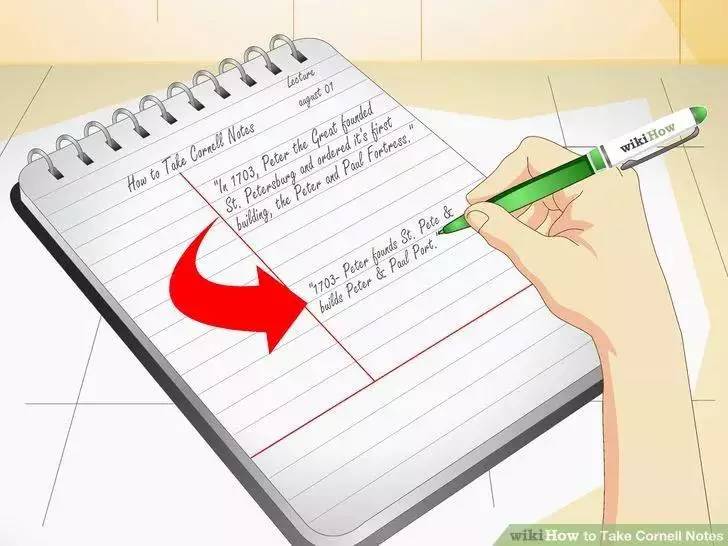 Lecture
august 01
How to Take Cornell Notes
"In 1703, Peter the Great founded
St. Petersburg and ordered it's first
building, the Peter and Paul Fortress."
"1703- Peter founds St. Pete &
builds Peter & Paul Fort."
wikiHow
wikiHow to Take Cornell Notes